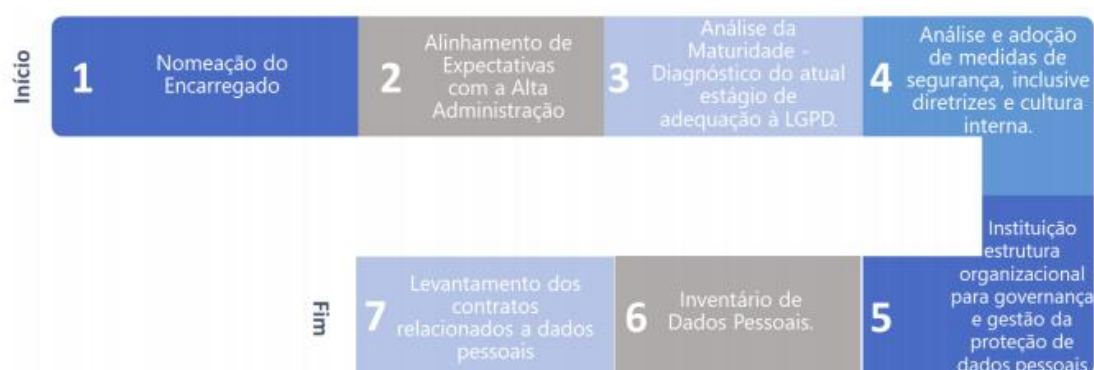 Início
1
Nomeação do
Encarregado
2
Alinhamento de
Expectativas
com a Alta
Administração
3
Análise da
Maturidade -
Diagnóstico do atual
estágio de
adequação à LGPD.
4
Análise e adoção
de medidas de
segurança, inclusive
diretrizes e cultura
interna.
5
Instituição
estrutura
organizacional
para governança
e gestão da
proteção de
dados pessoais
6
Inventário de
Dados Pessoais.
7
Levantamento dos
contratos
relacionados a dados
pessoais
Fim